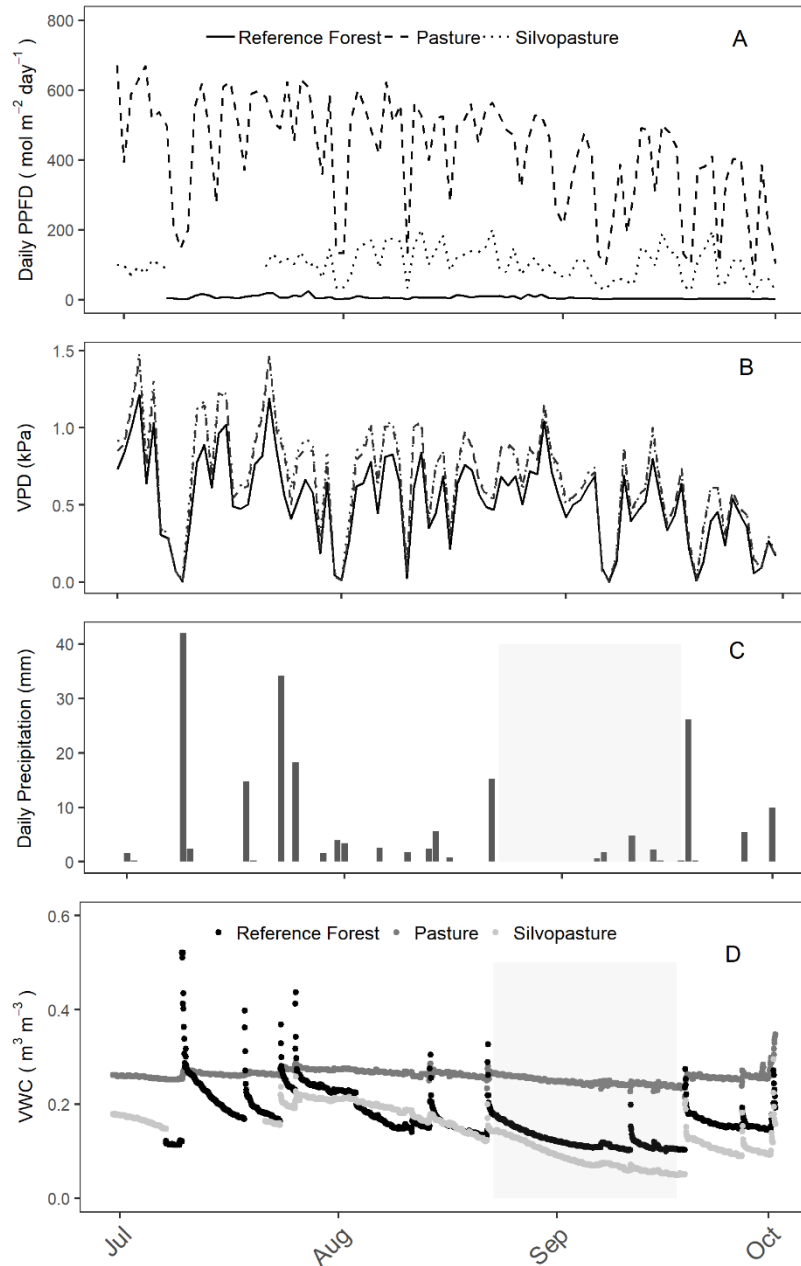 800
600
400
200
0
Daily PPFD ( mol m⁻² day⁻¹ )
Reference Forest Pasture Silvopasture
A
1.5
1.0
0.5
0.0
VPD (kPa)
B
40
30
20
10
0
Daily Precipitation (mm)
C
0.6
0.4
0.2
0.0
VWC ( m³ m⁻³ )
Reference Forest Pasture Silvopasture
D
Jul Aug Sep Oct